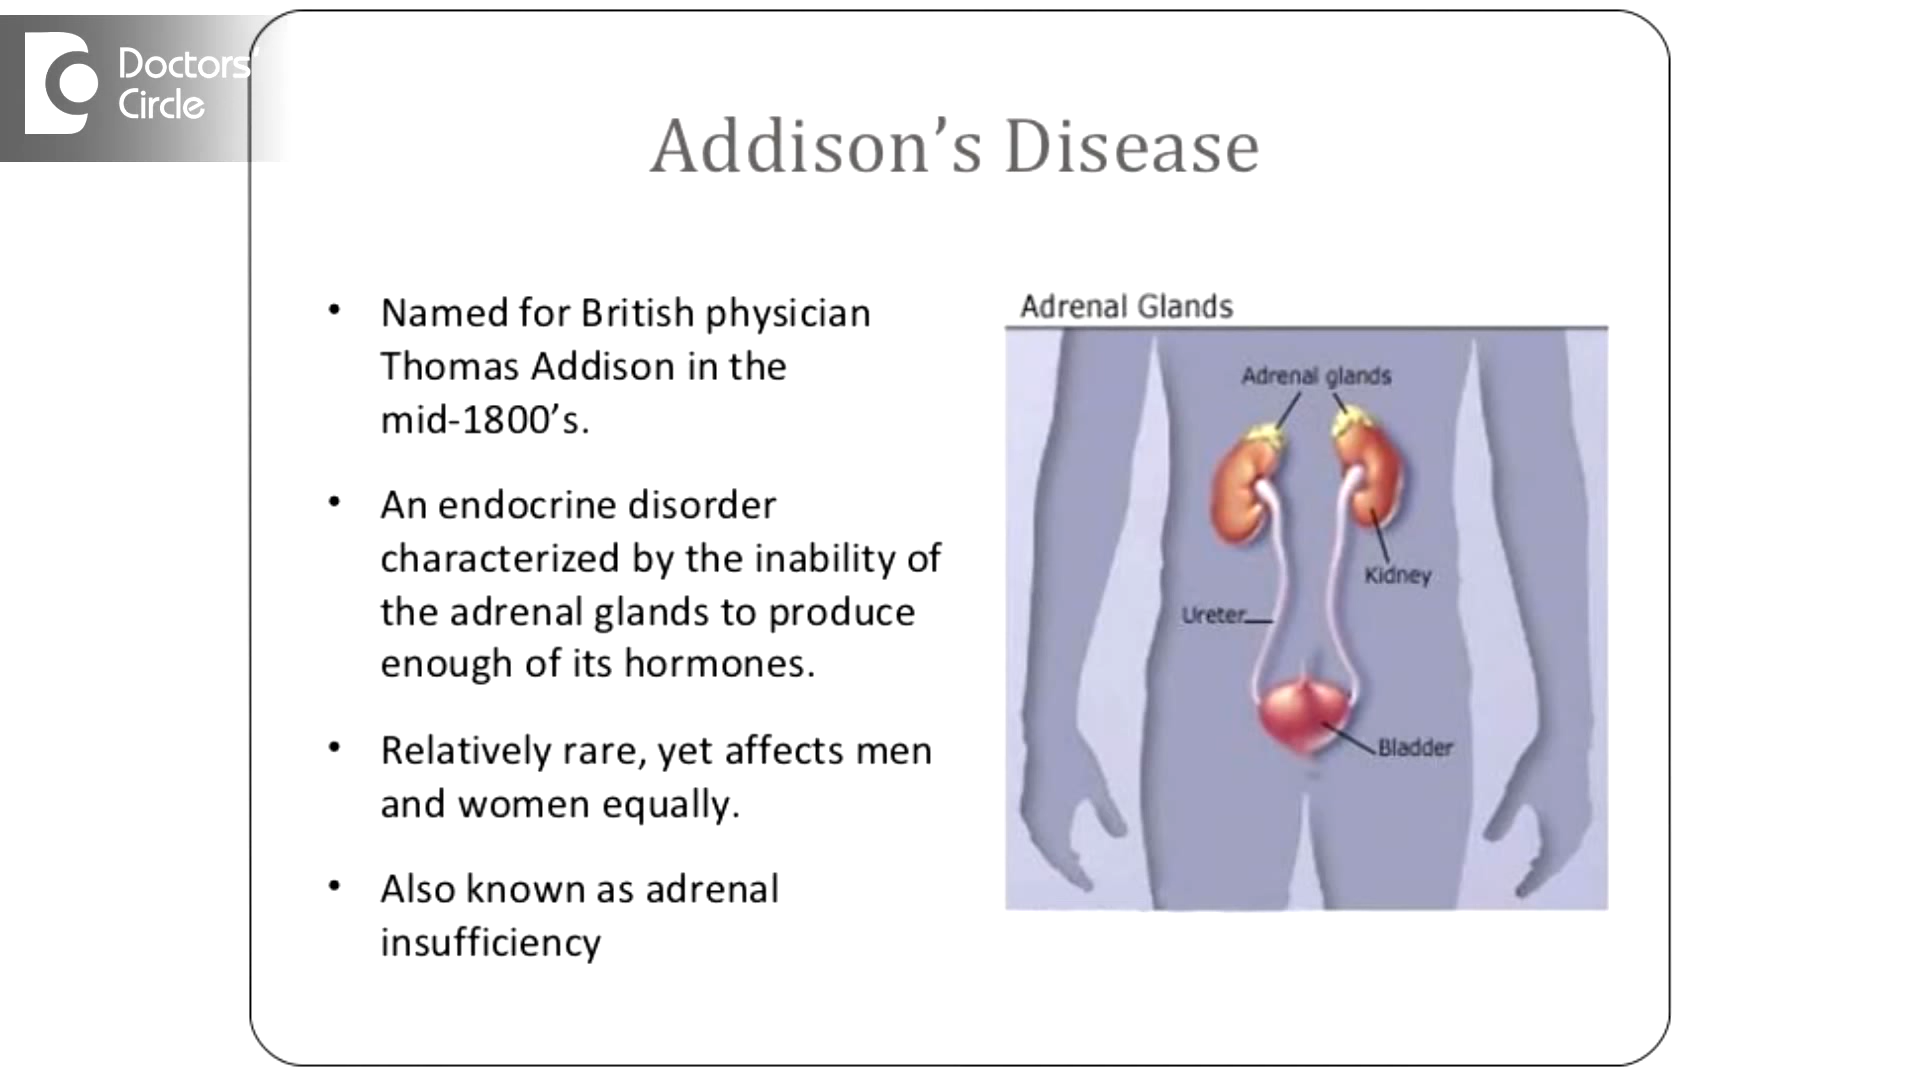 Doctors'
Circle
Addison’s Disease
• Named for British physician
Thomas Addison in the
mid-1800’s.
• An endocrine disorder
characterized by the inability of
the adrenal glands to produce
enough of its hormones.
• Relatively rare, yet affects men
and women equally.
• Also known as adrenal
insufficiency
Adrenal Glands
Adrenal glands
Kidney
Ureter
Bladder